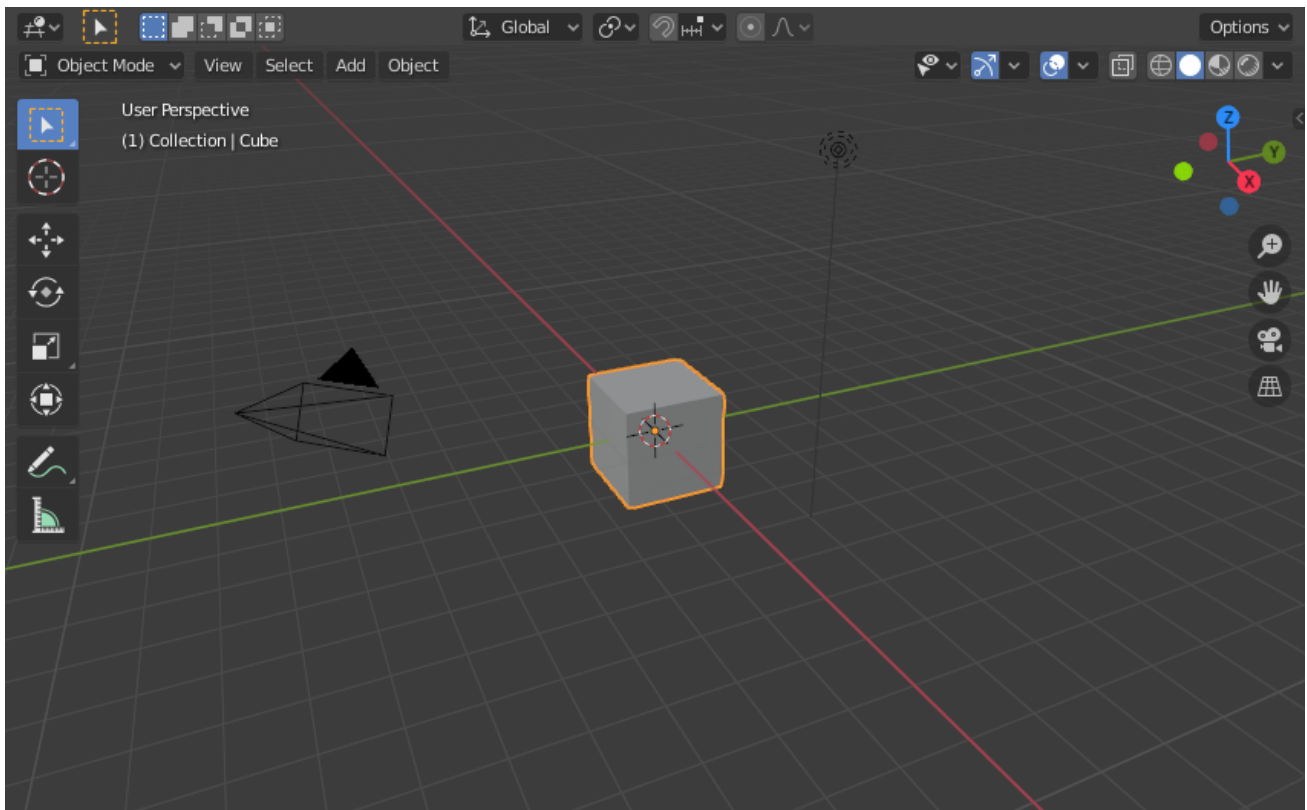 Global
Options
Object Mode View Select Add Object
User Perspective
(1) Collection | Cube
Z
Y
X